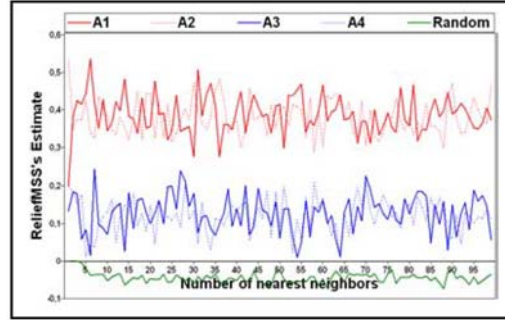 A1 A2 A3 A4 Random
0,6
0,5
0,4
0,3
0,2
0,1
0
-0,1
ReliefMSS's Estimate
5 10 15 20 25 30 35 40 45 50 55 60 65 70 75 80 85 90 95
Number of nearest neighbors